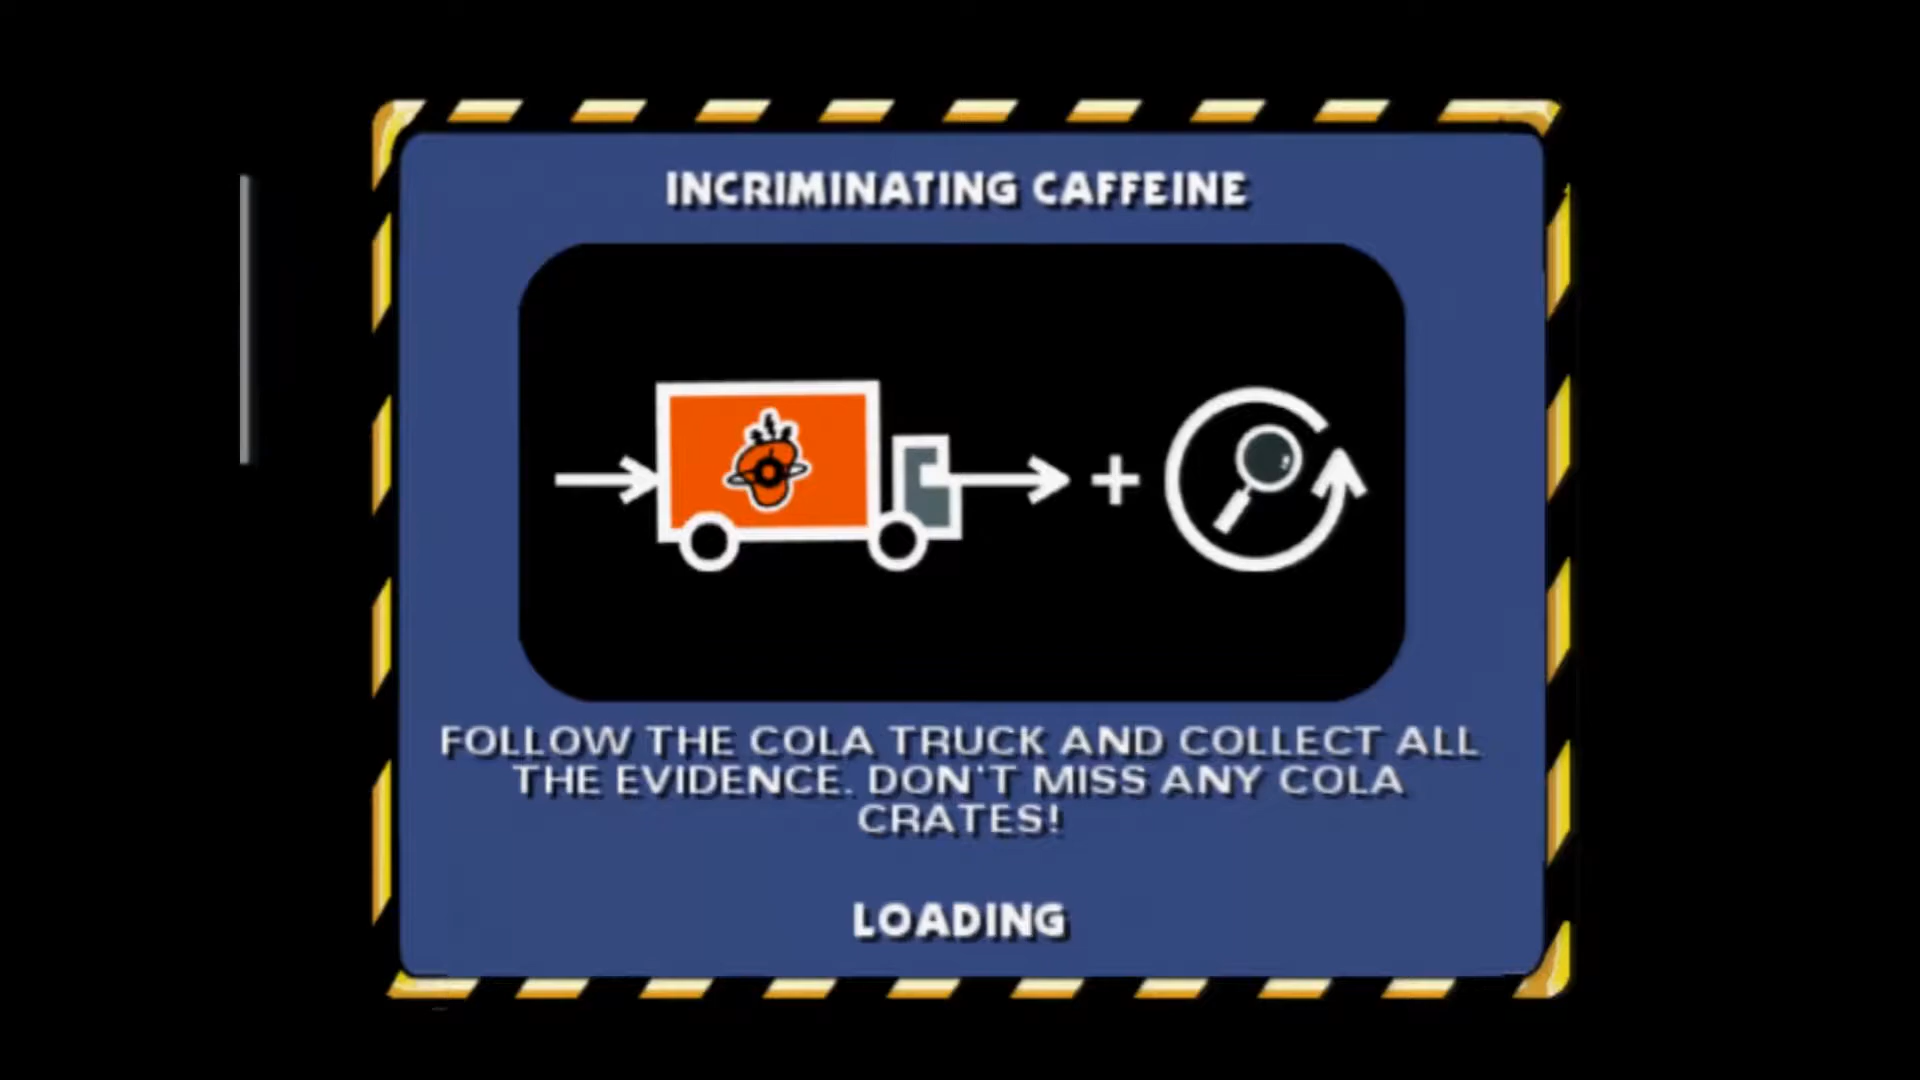 INCRIMINATING CAFFEINE
FOLLOW THE COLA TRUCK AND COLLECT ALL
THE EVIDENCE. DON'T MISS ANY COLA
CRATES!
LOADING